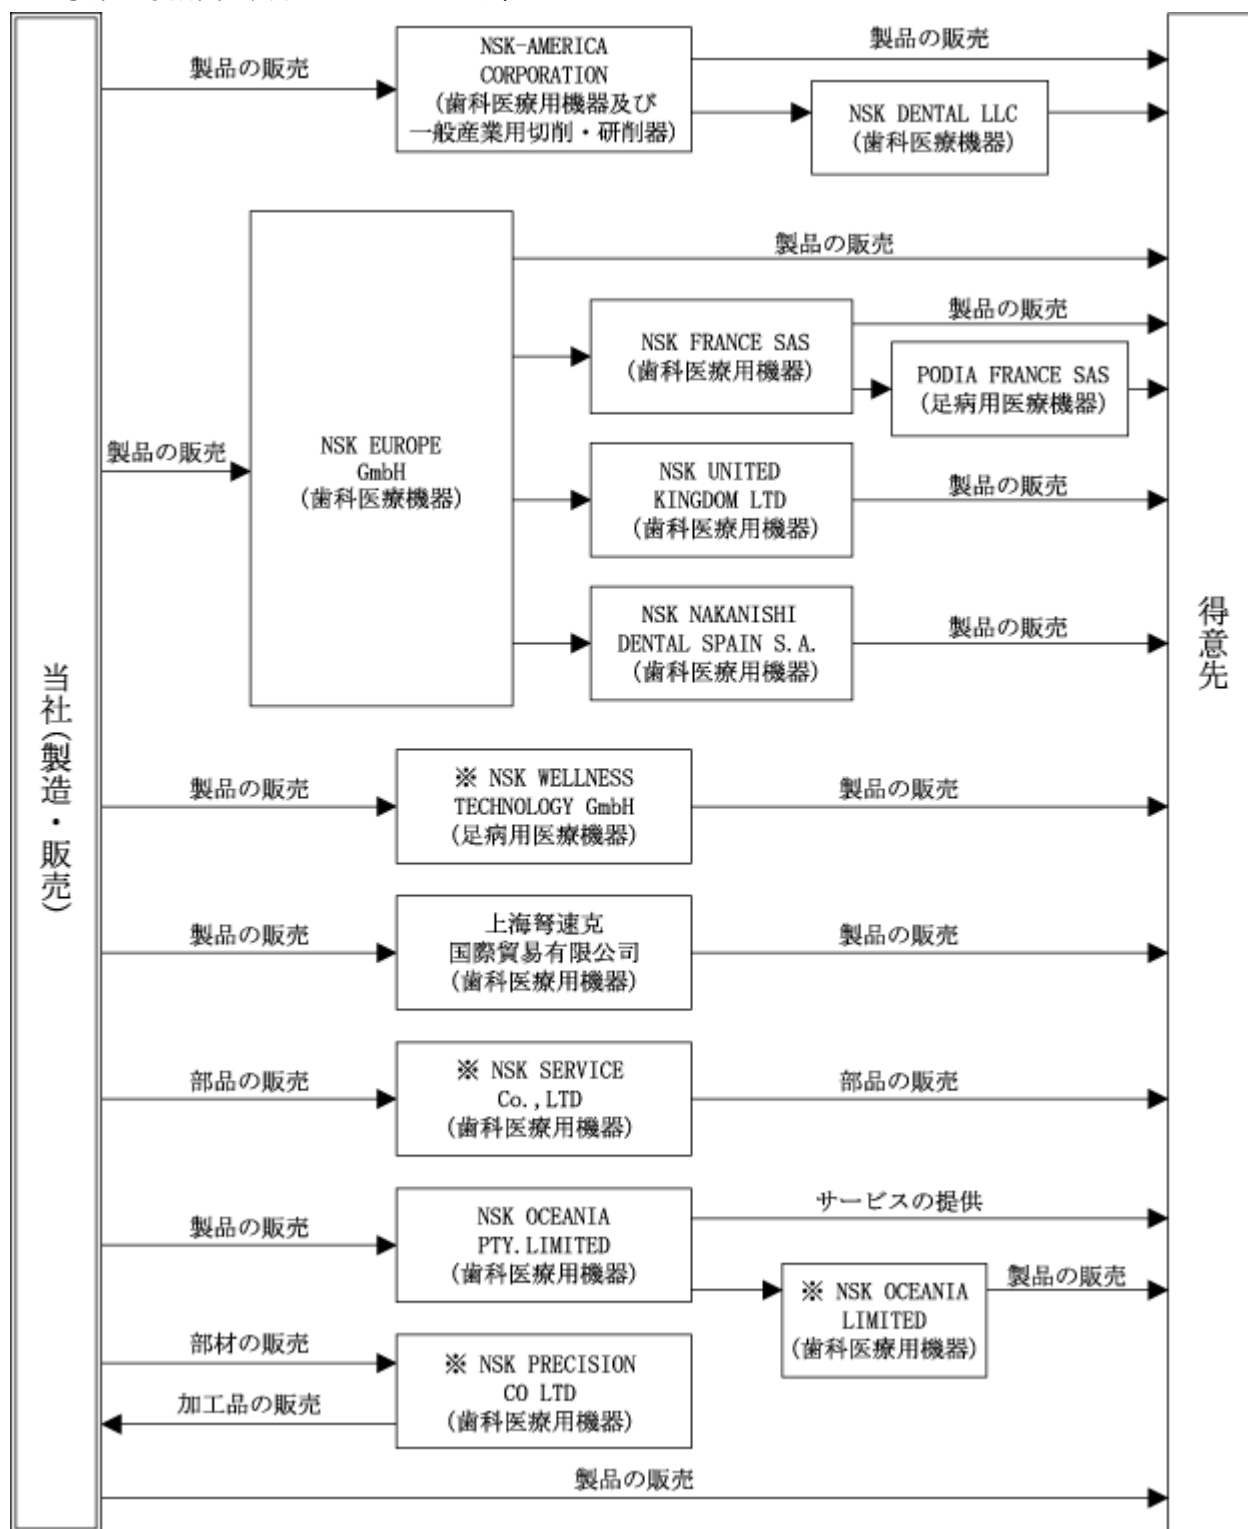 製品の販売
NSK-AMERICA
CORPORATION
(歯科医療用機器及び
一般産業用切削・研削器)
製品の販売
NSK DENTAL LLC
(歯科医療機器)
製品の販売
NSK EUROPE
GmbH
(歯科医療機器)
製品の販売
NSK FRANCE SAS
(歯科医療用機器)
製品の販売
PODIA FRANCE SAS
(足病用医療機器)
NSK UNITED
KINGDOM LTD
(歯科医療用機器)
製品の販売
NSK NAKANISHI
DENTAL SPAIN S.A.
(歯科医療用機器)
製品の販売
当社(製造・販売)
得意先
製品の販売
※ NSK WELLNESS
TECHNOLOGY GmbH
(足病用医療機器)
製品の販売
製品の販売
上海弩速克
国際貿易有限公司
(歯科医療用機器)
製品の販売
部品の販売
※ NSK SERVICE
Co.,LTD
(歯科医療用機器)
部品の販売
製品の販売
NSK OCEANIA
PTY.LIMITED
(歯科医療用機器)
サービスの提供
※ NSK OCEANIA
LIMITED
(歯科医療用機器)
製品の販売
部材の販売
加工品の販売
※ NSK PRECISION
CO LTD
(歯科医療用機器)
製品の販売